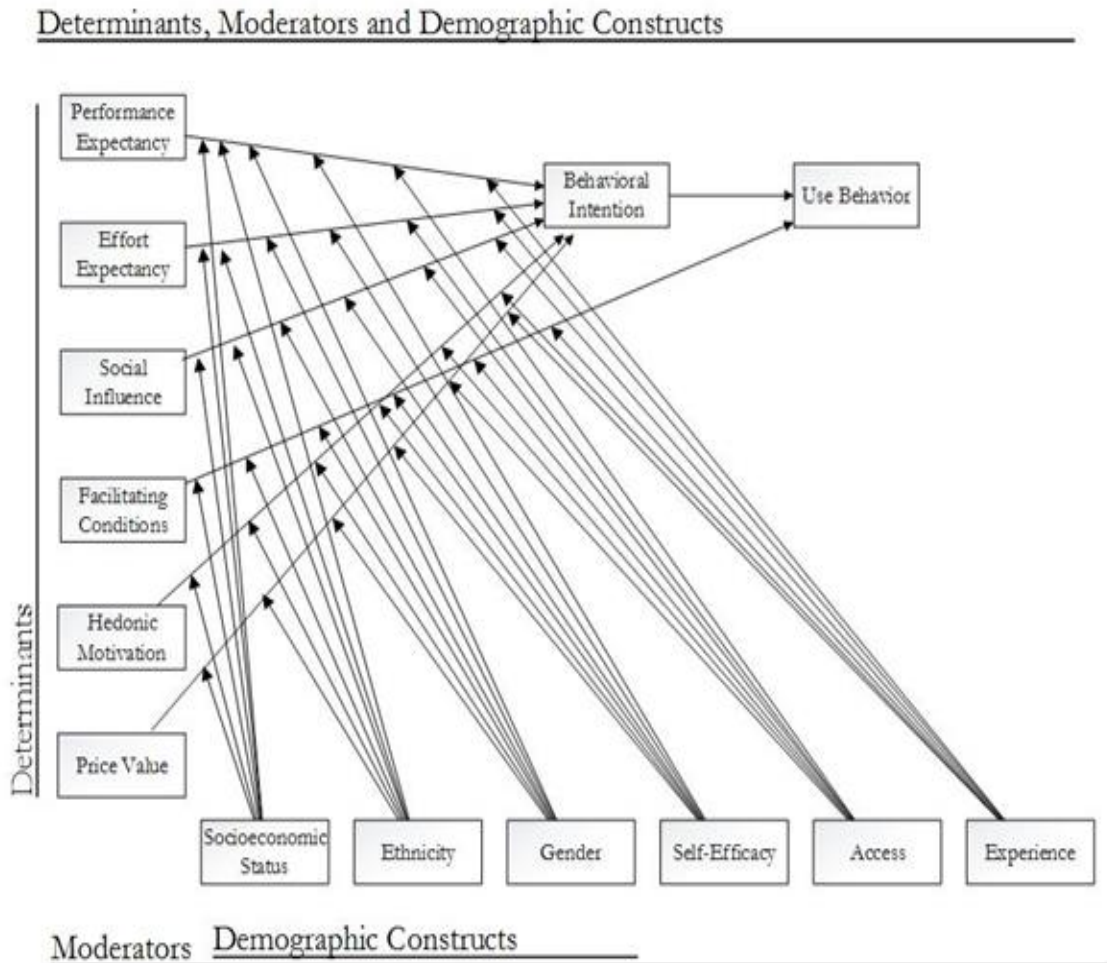 Determinants, Moderators and Demographic Constructs
Performance
Expectancy
Behavioral
Intention
Use Behavior
Effort
Expectancy
Social
Influence
Facilitating
Conditions
Hedonic
Motivation
Determinants
Price Value
Socioeconomic
Status
Ethnicity
Gender
Self-Efficacy
Access
Experience
Moderators
Demographic Constructs